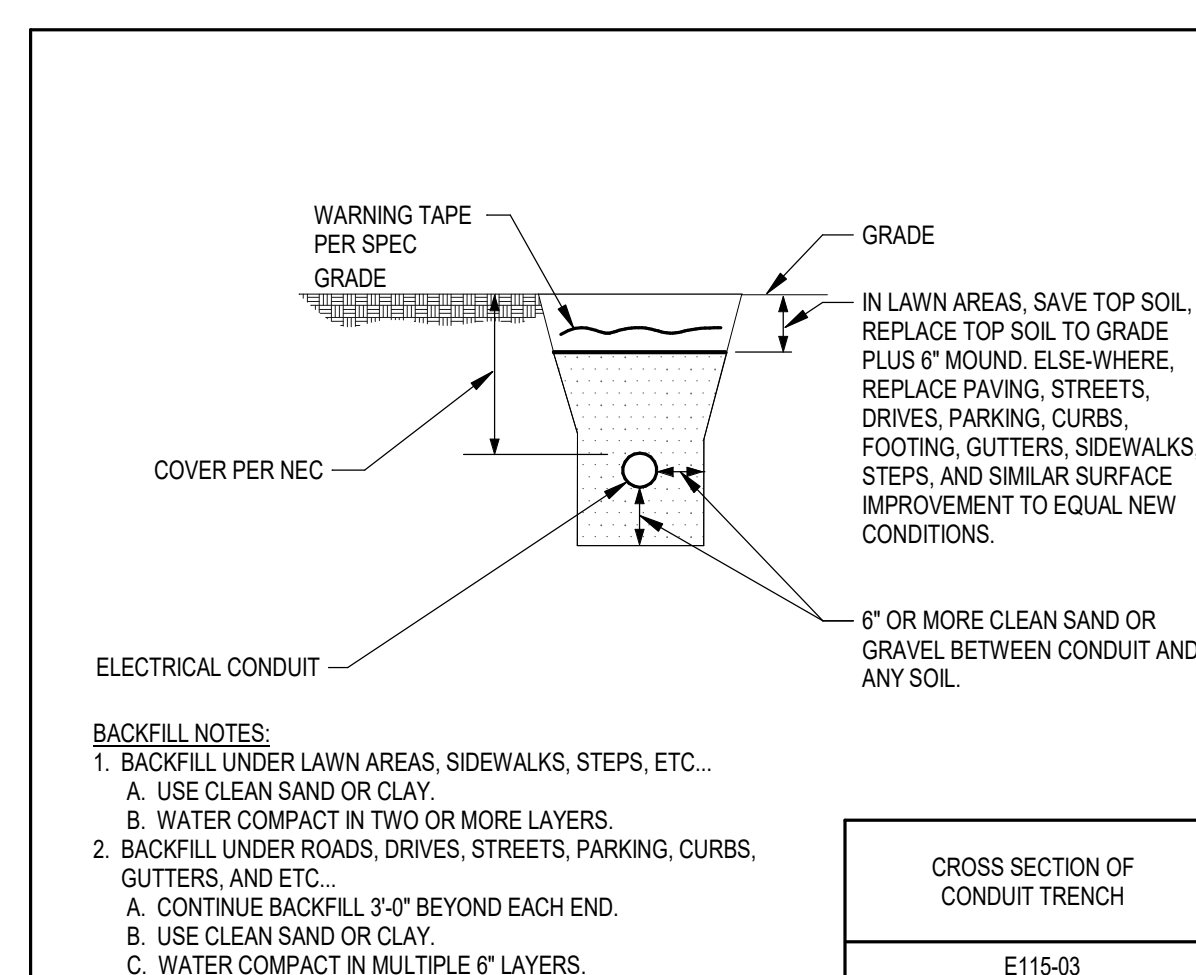 WARNING TAPE
PER SPEC
GRADE
GRADE
IN LAWN AREAS, SAVE TOP SOIL,
REPLACE TOP SOIL TO GRADE
PLUS 6" MOUND. ELSE-WHERE,
REPLACE PAVING, STREETS,
DRIVES, PARKING, CURBS,
FOOTING, GUTTERS, SIDEWALKS,
STEPS, AND SIMILAR SURFACE
IMPROVEMENT TO EQUAL NEW
CONDITIONS.
COVER PER NEC
6" OR MORE CLEAN SAND OR
GRAVEL BETWEEN CONDUIT AND
ANY SOIL.
ELECTRICAL CONDUIT
BACKFILL NOTES:
1. BACKFILL UNDER LAWN AREAS, SIDEWALKS, STEPS, ETC...
A. USE CLEAN SAND OR CLAY.
B. WATER COMPACT IN TWO OR MORE LAYERS.
2. BACKFILL UNDER ROADS, DRIVES, STREETS, PARKING, CURBS,
GUTTERS, AND ETC...
A. CONTINUE BACKFILL 3'-0" BEYOND EACH END.
B. USE CLEAN SAND OR CLAY.
C. WATER COMPACT IN MULTIPLE 6" LAYERS.
CROSS SECTION OF
CONDUIT TRENCH
E115-03